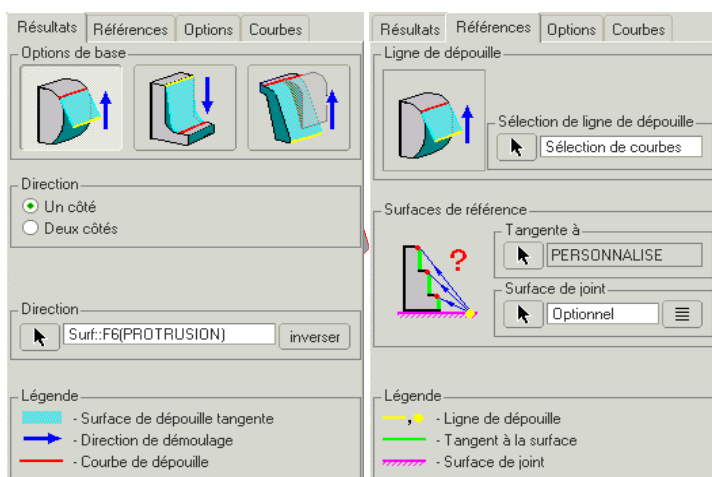 Résultats Références Options Courbes
Options de base
Direction
Un côté
Deux côtés
Direction
Surf::F6(PROTRUSION) inverser
Légende
- Surface de dépouille tangente
- Direction de démoulage
- Courbe de dépouille
Résultats Références Options Courbes
Ligne de dépouille
Sélection de ligne de dépouille
Sélection de courbes
Surfaces de référence
?
Tangente à
PERSONNALISE
Surface de joint
Optionnel
Légende
- Ligne de dépouille
- Tangent à la surface
- Surface de joint